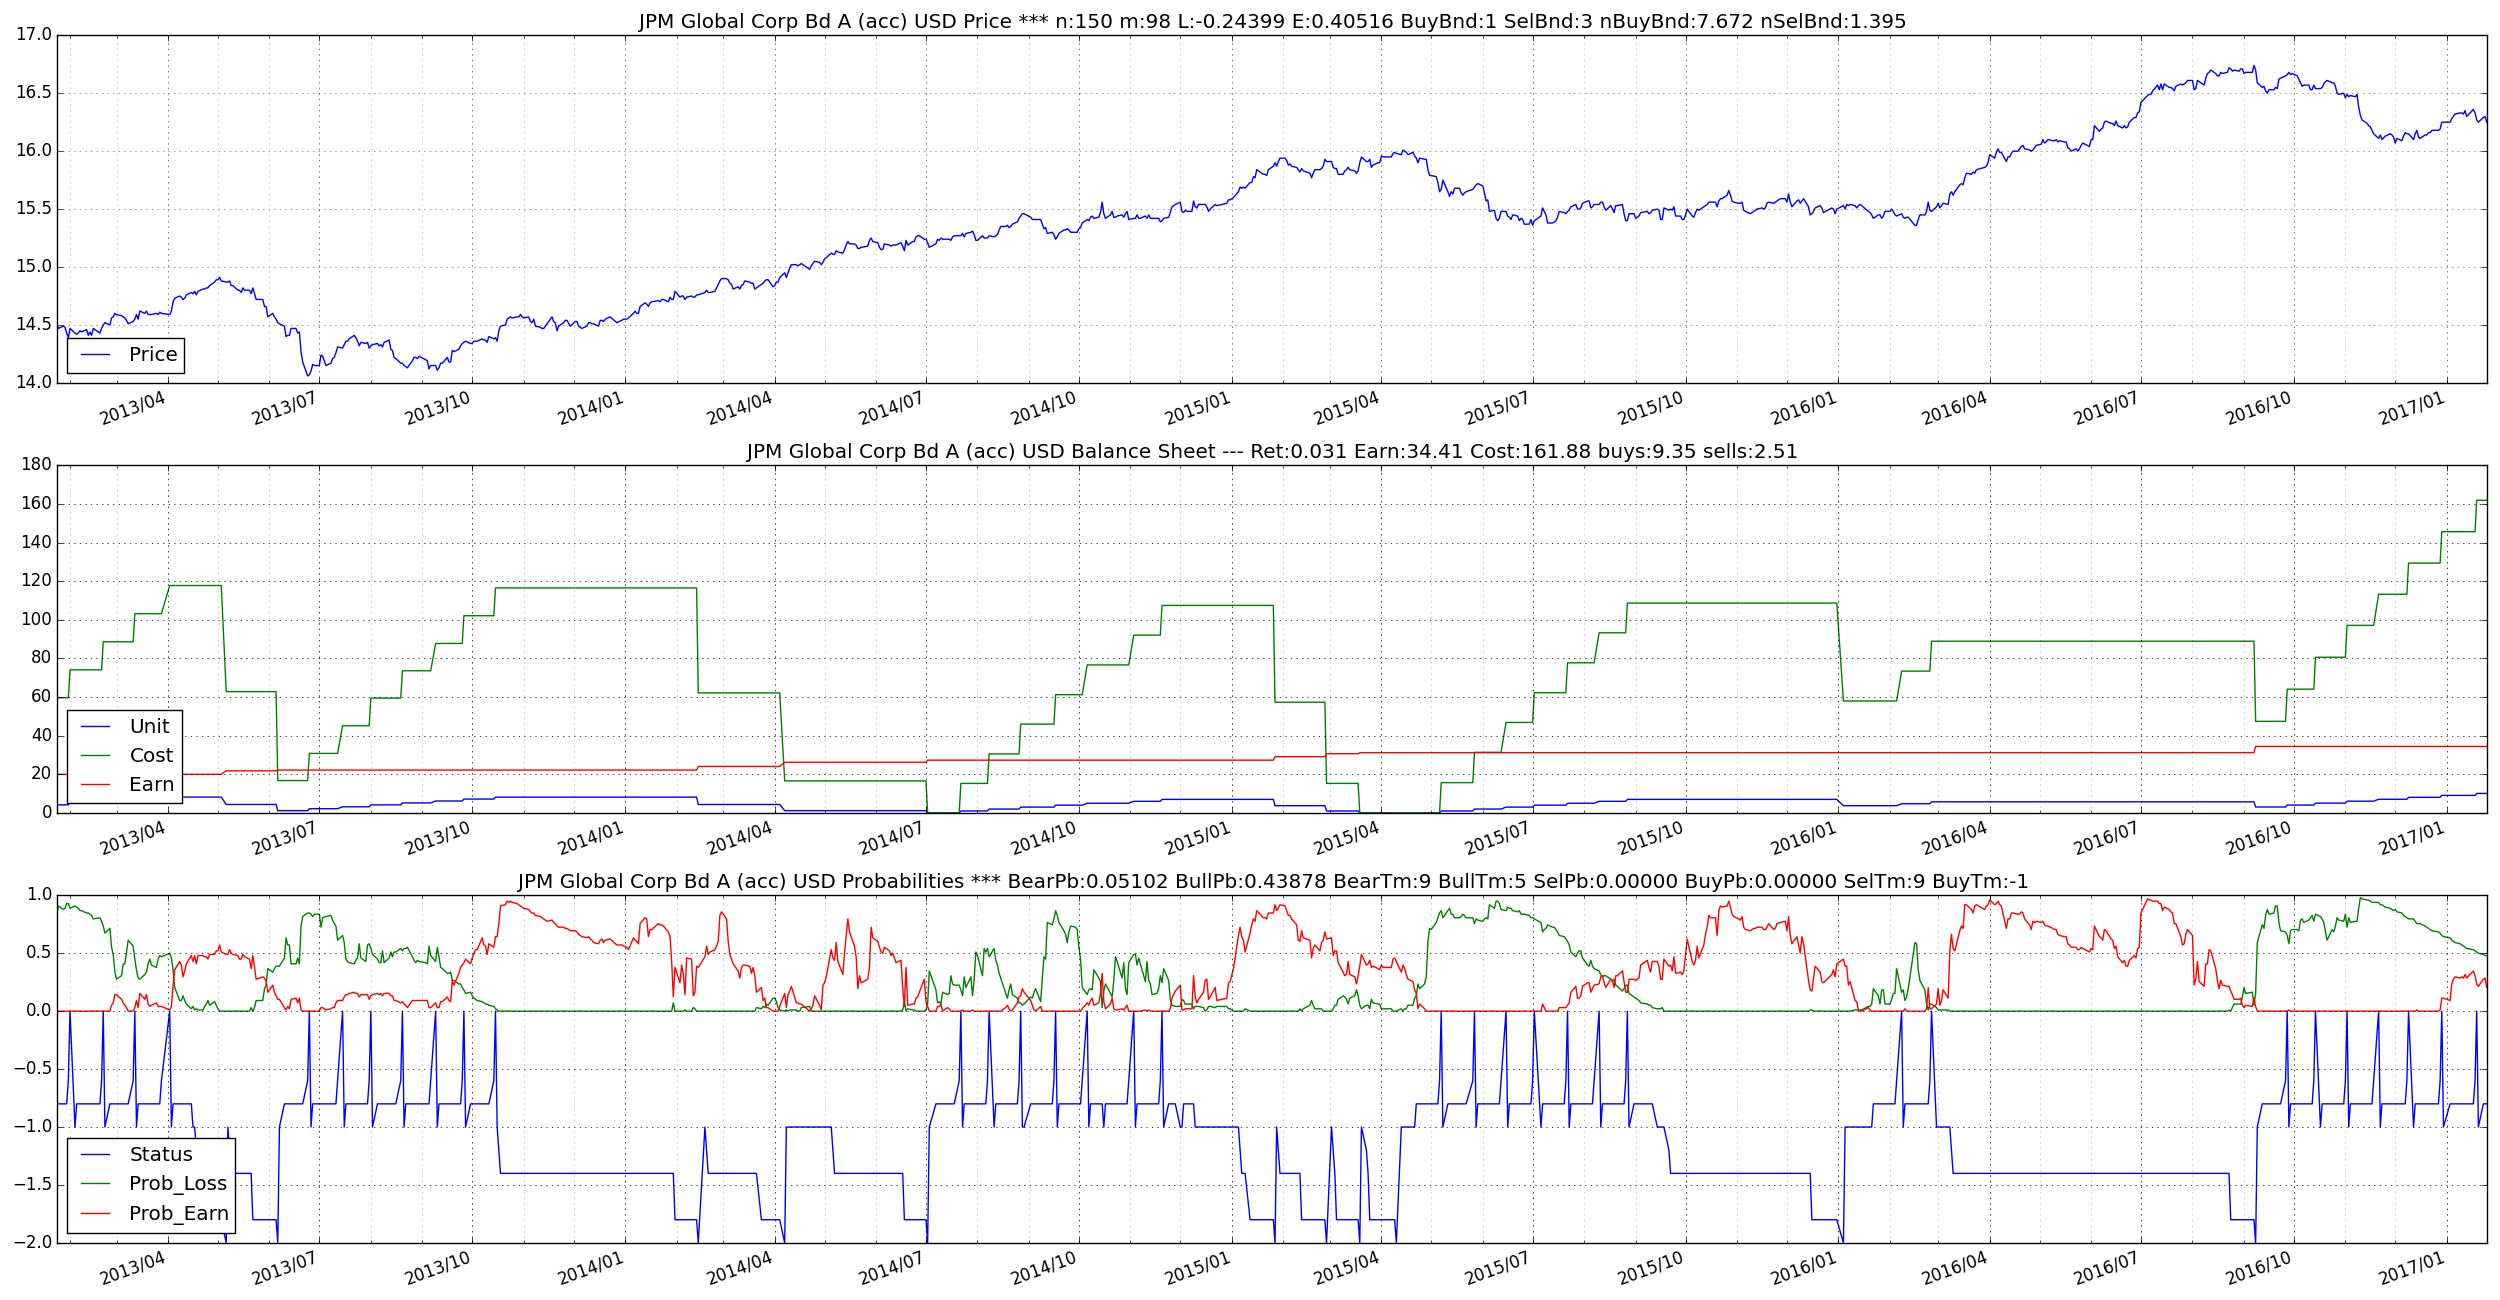 JPM Global Corp Bd A (acc) USD Price *** n:150 m:98 L:-0.24399 E:0.40516 BuyBnd:1 SelBnd:3 nBuyBnd:7.672 nSelBnd:1.395
17.0
16.5
16.0
15.5
15.0
14.5
14.0
Price
2013/04 2013/07 2013/10 2014/01 2014/04 2014/07 2014/10 2015/01 2015/04 2015/07 2015/10 2016/01 2016/04 2016/07 2016/10 2017/01
JPM Global Corp Bd A (acc) USD Balance Sheet --- Ret:0.031 Earn:34.41 Cost:161.88 buys:9.35 sells:2.51
180
160
140
120
100
80
60
40
20
0
Unit
Cost
Earn
2013/04 2013/07 2013/10 2014/01 2014/04 2014/07 2014/10 2015/01 2015/04 2015/07 2015/10 2016/01 2016/04 2016/07 2016/10 2017/01
JPM Global Corp Bd A (acc) USD Probabilities *** BearPb:0.05102 BullPb:0.43878 BearTm:9 BullTm:5 SelPb:0.00000 BuyPb:0.00000 SelTm:9 BuyTm:-1
1.0
0.5
0.0
−0.5
−1.0
−1.5
−2.0
Status
Prob_Loss
Prob_Earn
2013/04 2013/07 2013/10 2014/01 2014/04 2014/07 2014/10 2015/01 2015/04 2015/07 2015/10 2016/01 2016/04 2016/07 2016/10 2017/01